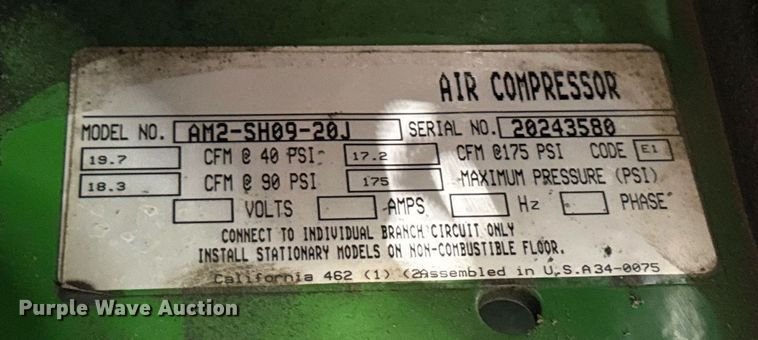 AIR COMPRESSOR
MODEL NO. AM2-SH09-20J SERIAL NO. 20243580
19.7 CFM @ 40 PSI 17.2 CFM @175 PSI CODE E1
18.3 CFM @ 90 PSI 175 MAXIMUM PRESSURE (PSI)
VOLTS AMPS Hz PHASE
CONNECT TO INDIVIDUAL BRANCH CIRCUIT ONLY
INSTALL STATIONARY MODELS ON NON-COMBUSTIBLE FLOOR.
California 462 (1) (2Assembled in U.S.A34-0075
Purple Wave Auction